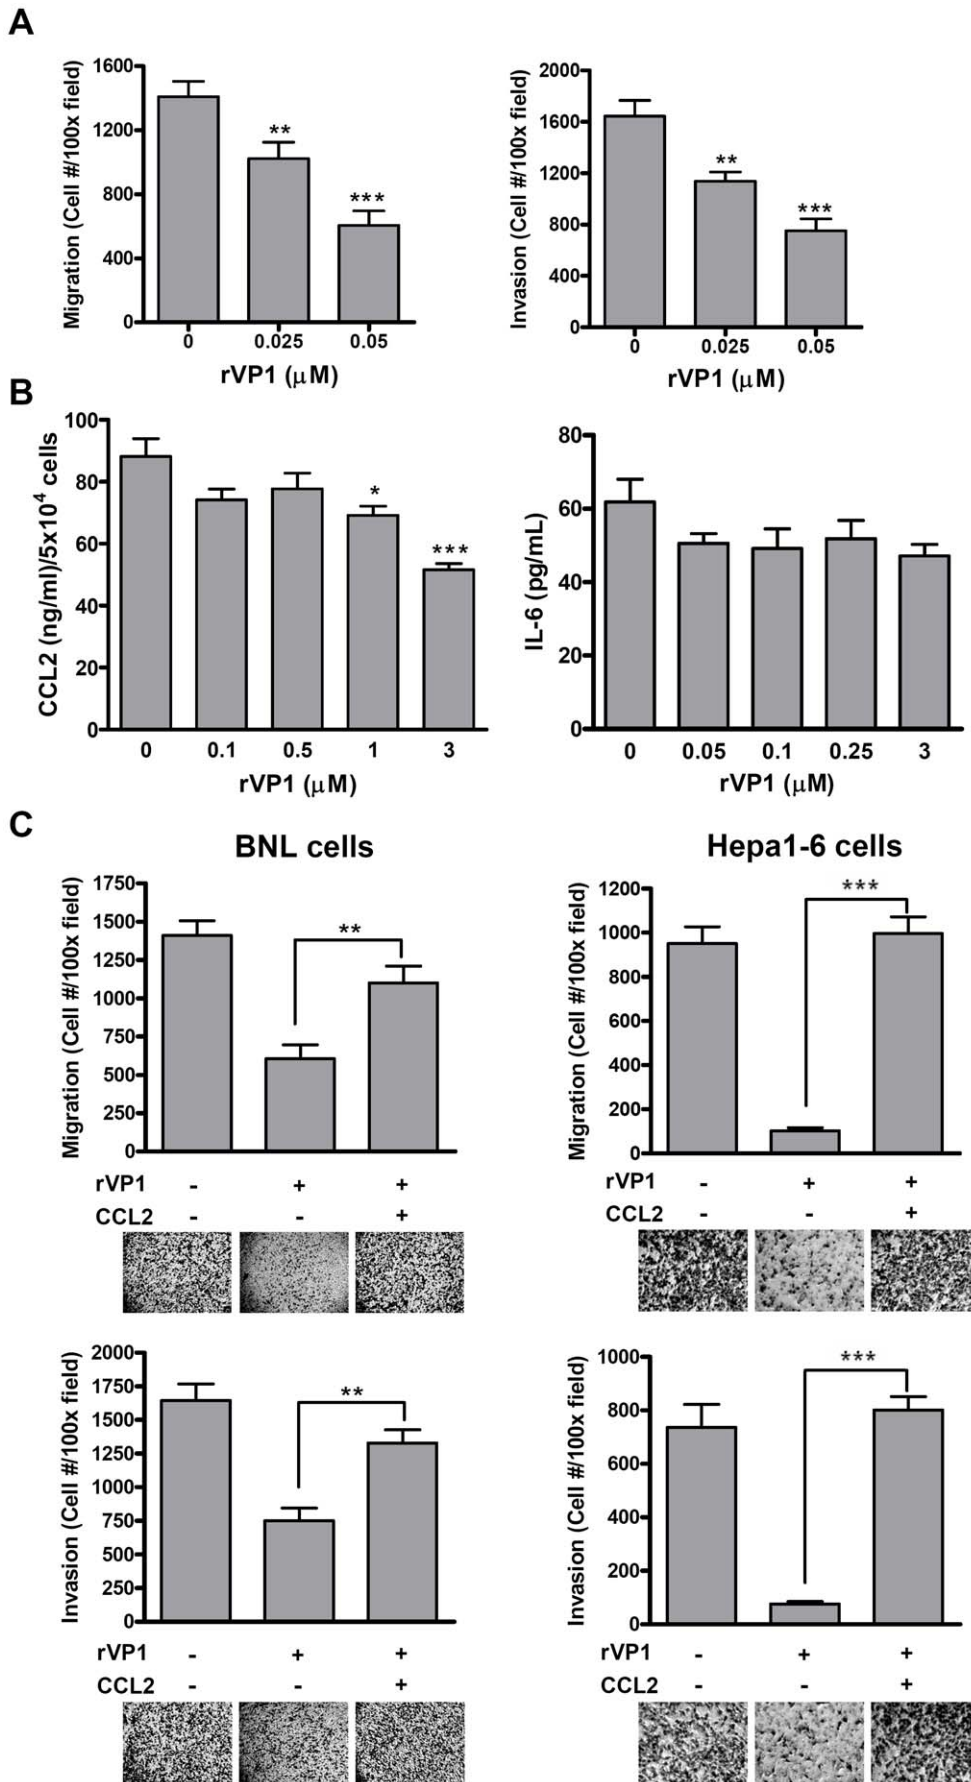 A
Migration (Cell #/100x field)
1600
1200
800
400
0
**
***
0 0.025 0.05
rVP1 (μM)
Invasion (Cell #/100x field)
2000
1600
1200
800
400
0
**
***
0 0.025 0.05
rVP1 (μM)
B
CCL2 (ng/ml)/5x10⁴ cells
100
80
60
40
20
0
*
***
0 0.1 0.5 1 3
rVP1 (μM)
IL-6 (pg/mL)
80
60
40
20
0
0 0.05 0.1 0.25 3
rVP1 (μM)
C
BNL cells
Migration (Cell #/100x field)
1750
1500
1250
1000
750
500
250
0
**
rVP1 - + +
CCL2 - - +
Hepa1-6 cells
Migration (Cell #/100x field)
1200
1000
800
600
400
200
0
***
rVP1 - + +
CCL2 - - +
Invasion (Cell #/100x field)
2000
1750
1500
1250
1000
750
500
250
0
**
rVP1 - + +
CCL2 - - +
Invasion (Cell #/100x field)
1000
800
600
400
200
0
***
rVP1 - + +
CCL2 - - +